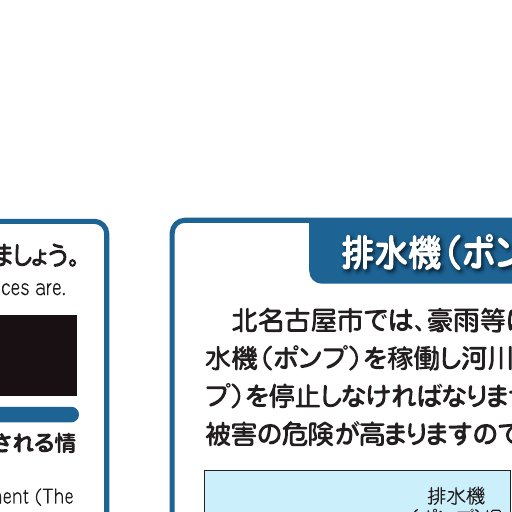 ましょう。
ces are.
される情
ment (The
排水機（ポン
北名古屋市では、豪雨等
水機（ポンプ）を稼働し河川
プ）を停止しなければなりま
被害の危険が高まりますので
排水機